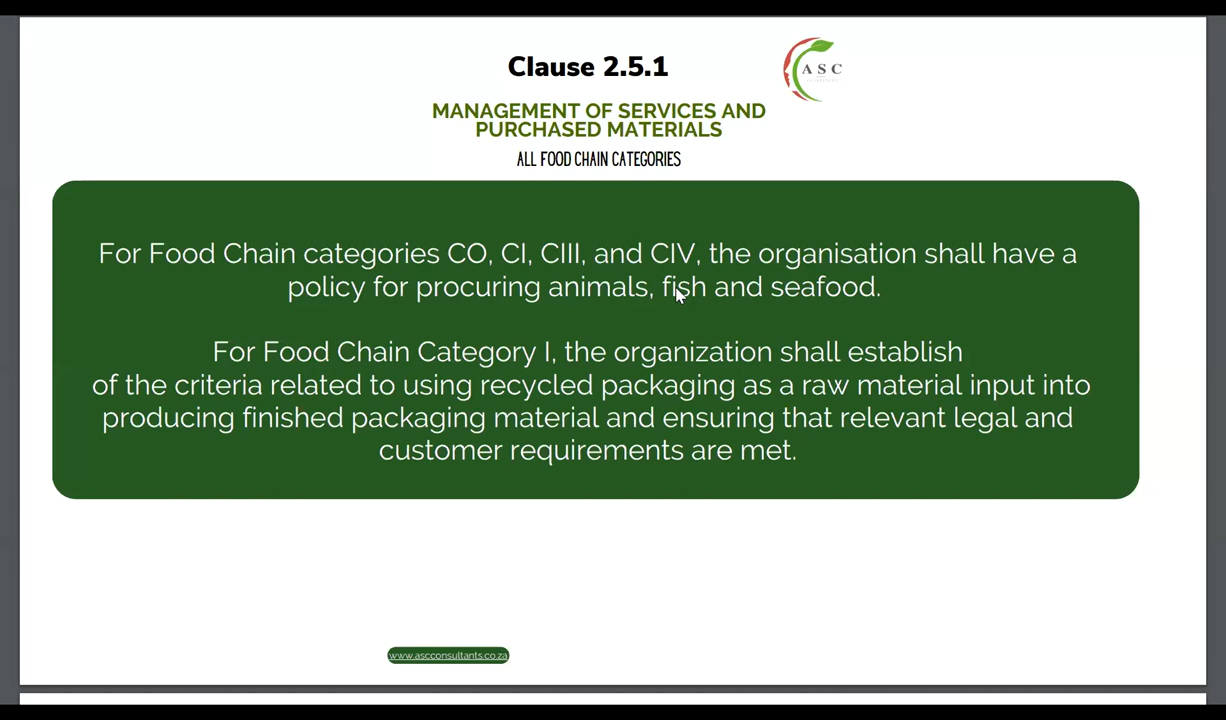 Clause 2.5.1
ASC
MANAGEMENT OF SERVICES AND
PURCHASED MATERIALS
ALL FOOD CHAIN CATEGORIES
For Food Chain categories CO, CI, CIII, and CIV, the organisation shall have a
policy for procuring animals, fish and seafood.
For Food Chain Category I, the organization shall establish
of the criteria related to using recycled packaging as a raw material input into
producing finished packaging material and ensuring that relevant legal and
customer requirements are met.
www.ascconsultants.co.za